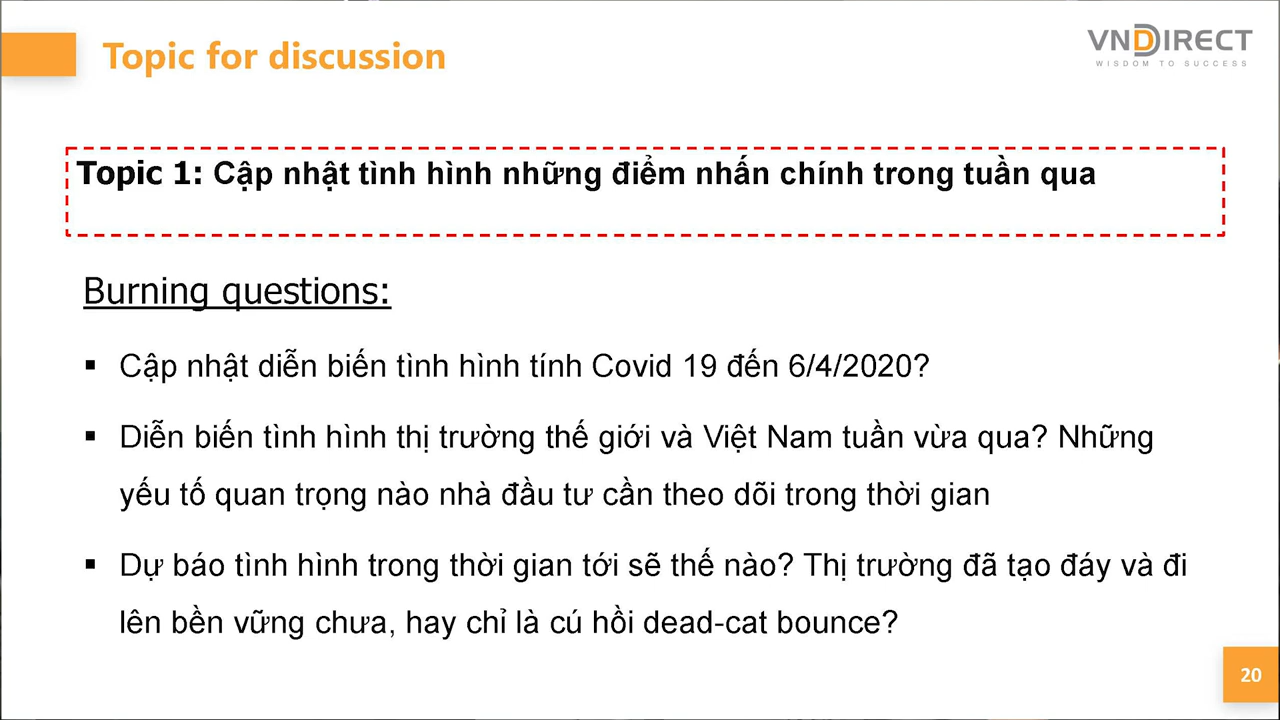 Topic for discussion
VNDIRECT
WISDOM TO SUCCESS
Topic 1: Cập nhật tình hình những điểm nhấn chính trong tuần qua
Burning questions:
▪ Cập nhật diễn biến tình hình tính Covid 19 đến 6/4/2020?
▪ Diễn biến tình hình thị trường thế giới và Việt Nam tuần vừa qua? Những
yếu tố quan trọng nào nhà đầu tư cần theo dõi trong thời gian
▪ Dự báo tình hình trong thời gian tới sẽ thế nào? Thị trường đã tạo đáy và đi
lên bền vững chưa, hay chỉ là cú hồi dead-cat bounce?
20